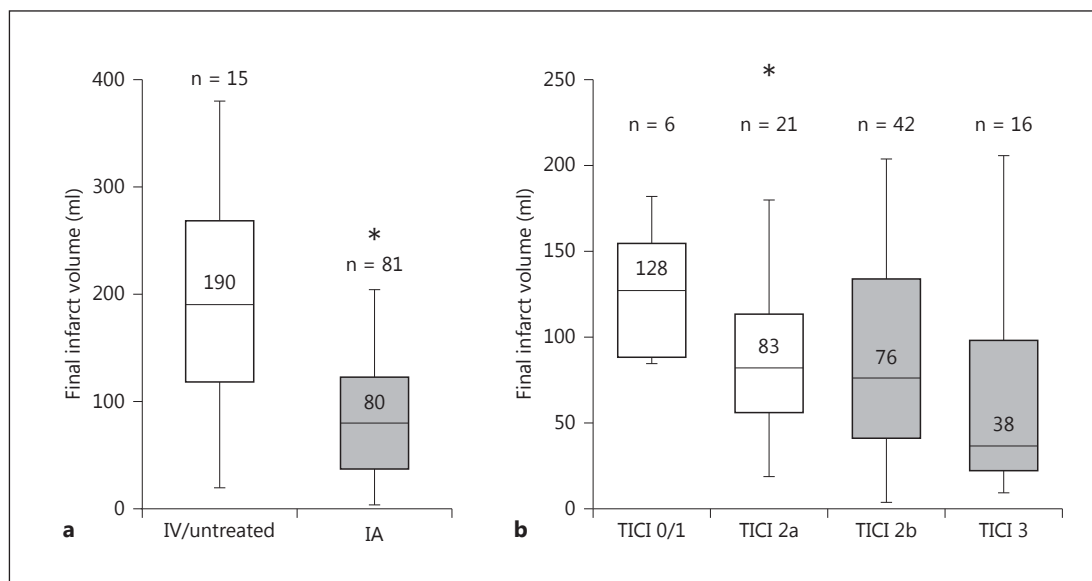 Final infarct volume (ml)
400
300
200
100
0
n = 15
190
*
n = 81
80
a
IV/untreated
IA
Final infarct volume (ml)
250
200
150
100
50
0
*
n = 6
n = 21
n = 42
n = 16
128
83
76
38
b
TICI 0/1
TICI 2a
TICI 2b
TICI 3